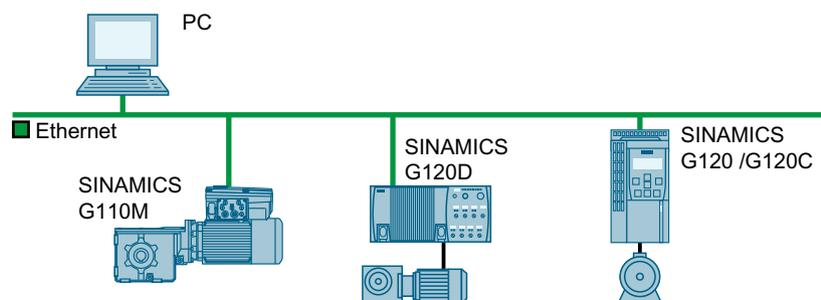 PC
Ethernet
SINAMICS
G120D
SINAMICS
G120 /G120C
SINAMICS
G110M